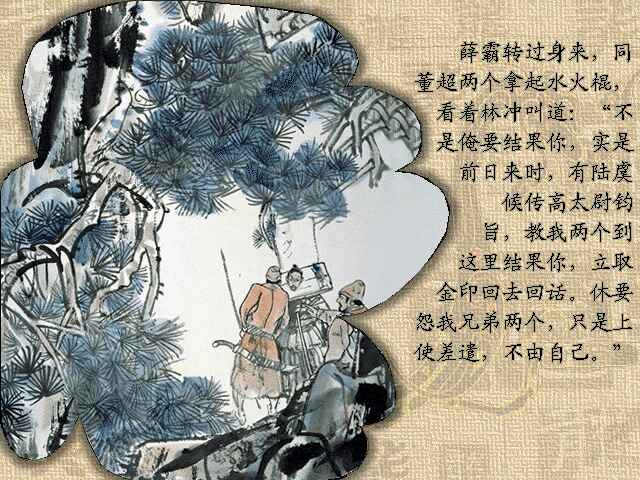 薛霸转过身来，同
董超两个拿起水火棍，
看着林冲叫道：“不
是俺要结果你，实是
前日来时，有陆虞
候传高太尉钧
旨，教我两个到
这里结果你，立取
金印回去回话。休要
怨我兄弟两个，只是上
使差遣，不由自己。”